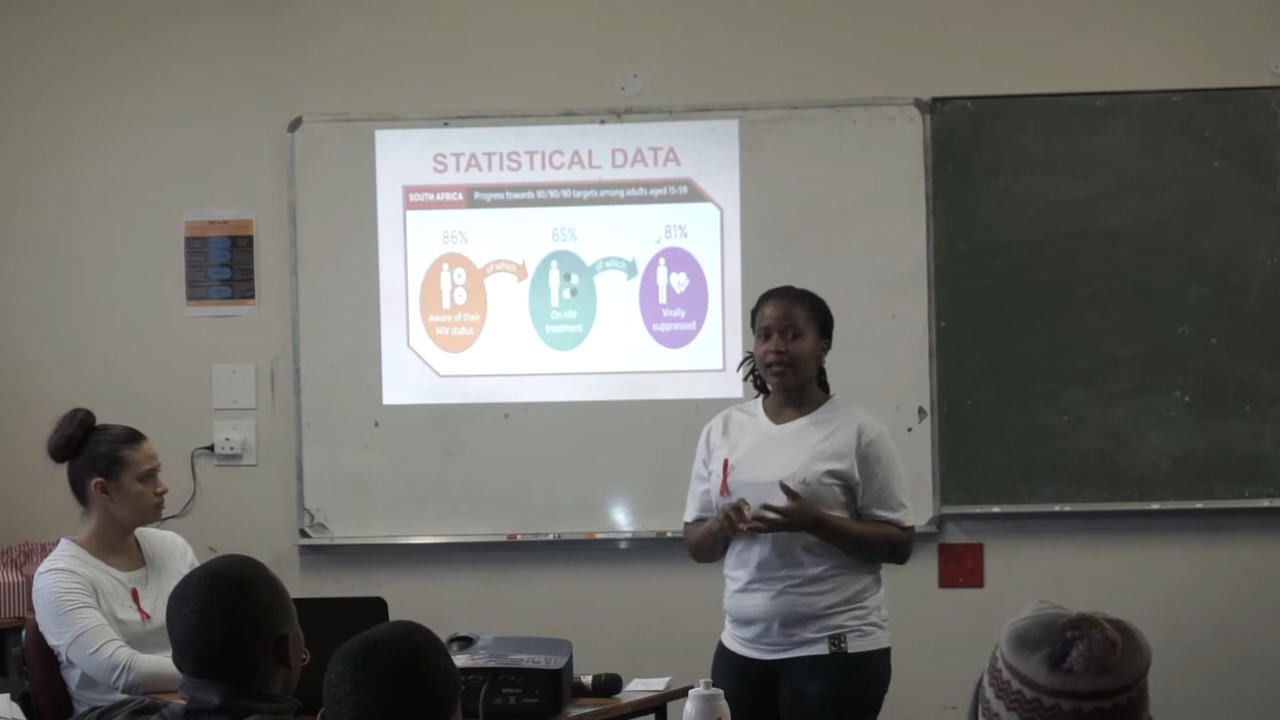 STATISTICAL DATA
SOUTH AFRICA Progress towards 90/90/90 targets among adults aged 15-59
86% 65% 81%
of which of which
Aware of their
HIV status
On HIV
treatment
Virally
suppressed